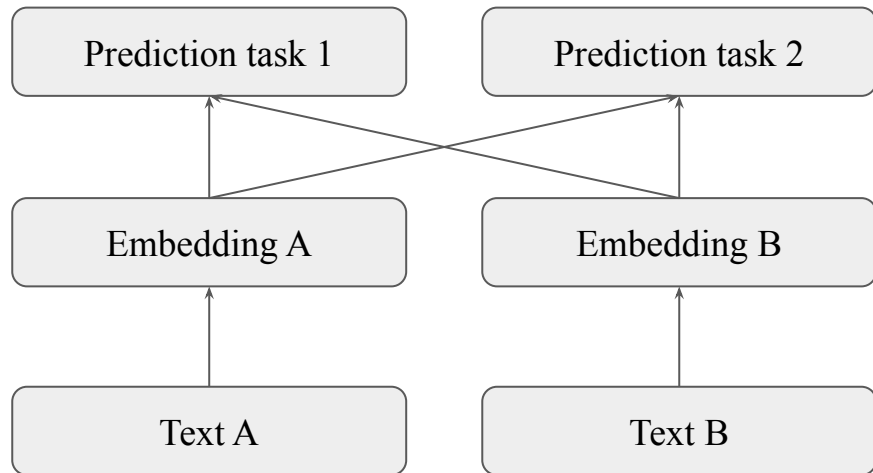 Prediction task 1
Prediction task 2
Embedding A
Embedding B
Text A
Text B